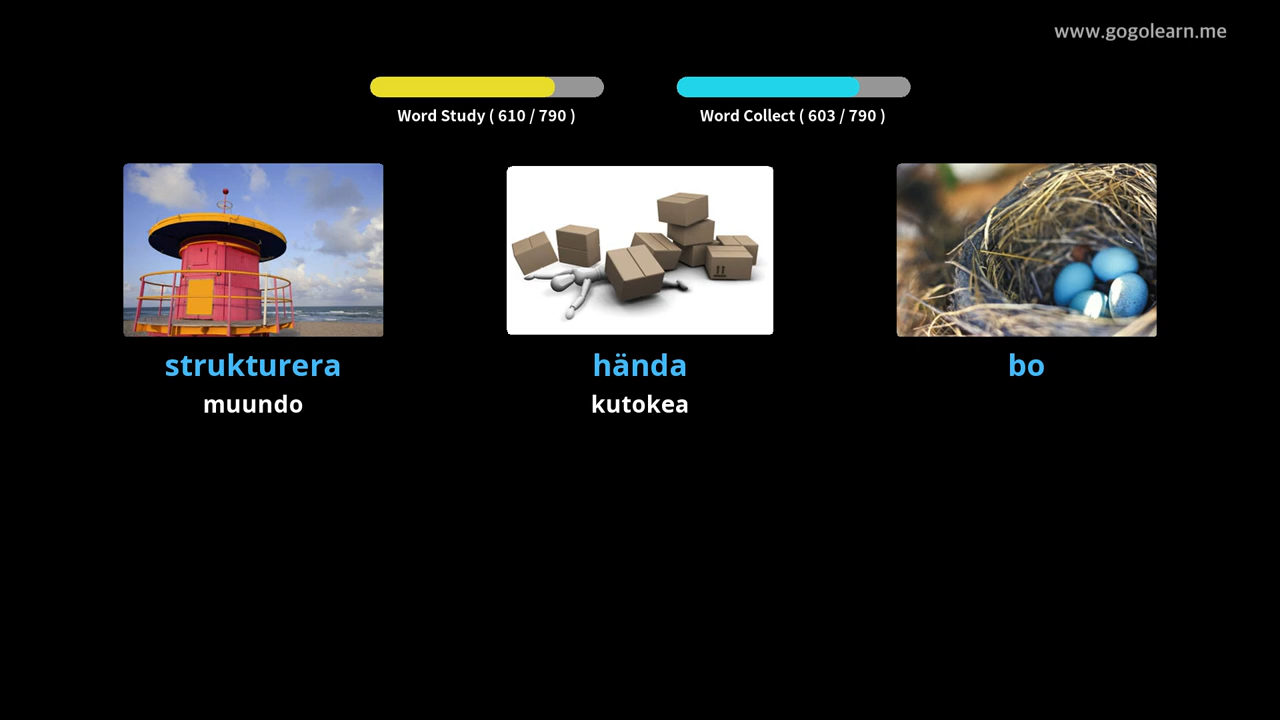 www.gogolearn.me
Word Study ( 610 / 790 )
Word Collect ( 603 / 790 )
strukturera
muundo
hända
kutokea
bo